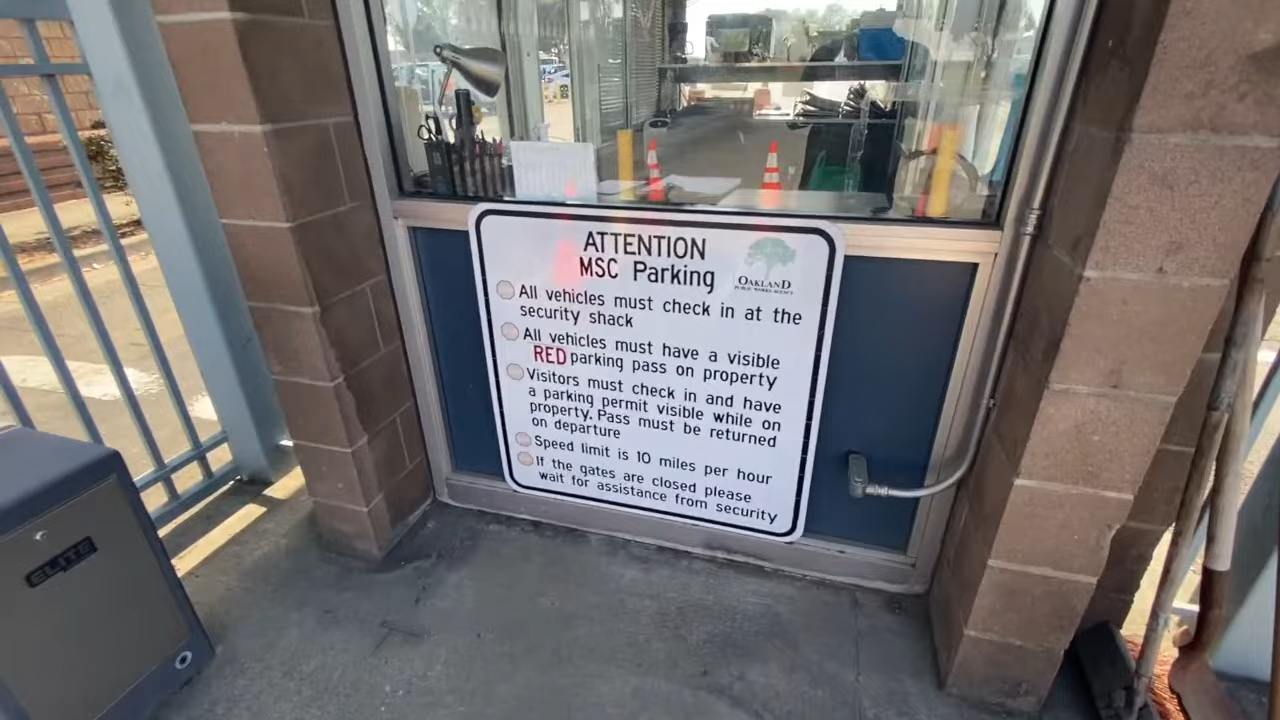 ATTENTION
MSC Parking
OAKLAND
PUBLIC WORKS AGENCY
All vehicles must check in at the
security shack
All vehicles must have a visible
RED parking pass on property
Visitors must check in and have
a parking permit visible while on
property. Pass must be returned
on departure
Speed limit is 10 miles per hour
If the gates are closed please
wait for assistance from security
ELITE